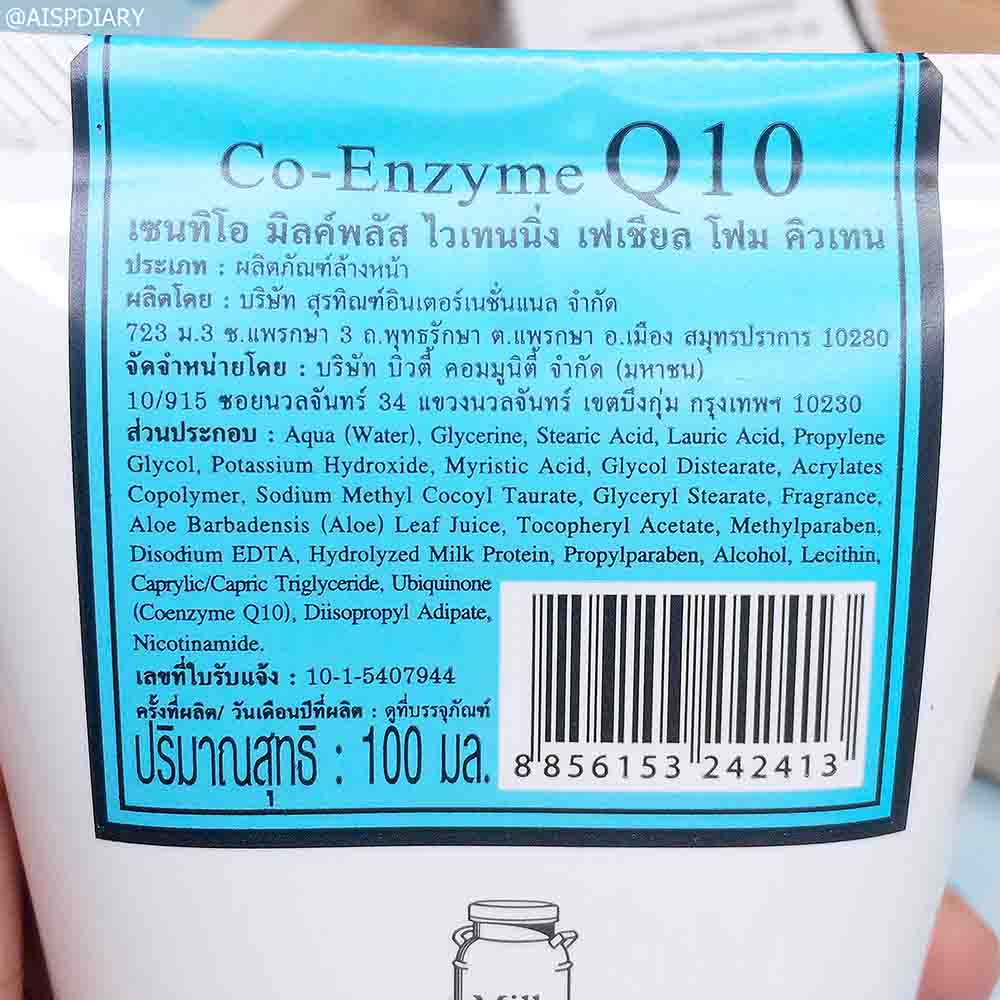 @AISPDIARY
Co-Enzyme Q10
เซนทิโอ มิลค์พลัส ไวเทนนิ่ง เฟเชียล โฟม คิวเทน
ประเภท : ผลิตภัณฑ์ล้างหน้า
ผลิตโดย : บริษัท สุรทิณฑ์อินเตอร์เนชั่นแนล จำกัด
723 ม.3 ซ.แพรกษา 3 ถ.พุทธรักษา ต.แพรกษา อ.เมือง สมุทรปราการ 10280
จัดจำหน่ายโดย : บริษัท บิวตี้ คอมมูนิตี้ จำกัด (มหาชน)
10/915 ซอยนวลจันทร์ 34 แขวงนวลจันทร์ เขตบึงกุ่ม กรุงเทพฯ 10230
ส่วนประกอบ : Aqua (Water), Glycerine, Stearic Acid, Lauric Acid, Propylene
Glycol, Potassium Hydroxide, Myristic Acid, Glycol Distearate, Acrylates
Copolymer, Sodium Methyl Cocoyl Taurate, Glyceryl Stearate, Fragrance,
Aloe Barbadensis (Aloe) Leaf Juice, Tocopheryl Acetate, Methylparaben,
Disodium EDTA, Hydrolyzed Milk Protein, Propylparaben, Alcohol, Lecithin,
Caprylic/Capric Triglyceride, Ubiquinone
(Coenzyme Q10), Diisopropyl Adipate,
Nicotinamide.
เลขที่ใบรับแจ้ง : 10-1-5407944
ครั้งที่ผลิต/ วันเดือนปีที่ผลิต : ดูที่บรรจุภัณฑ์
ปริมาณสุทธิ : 100 มล.
8 856153 242413
Milk